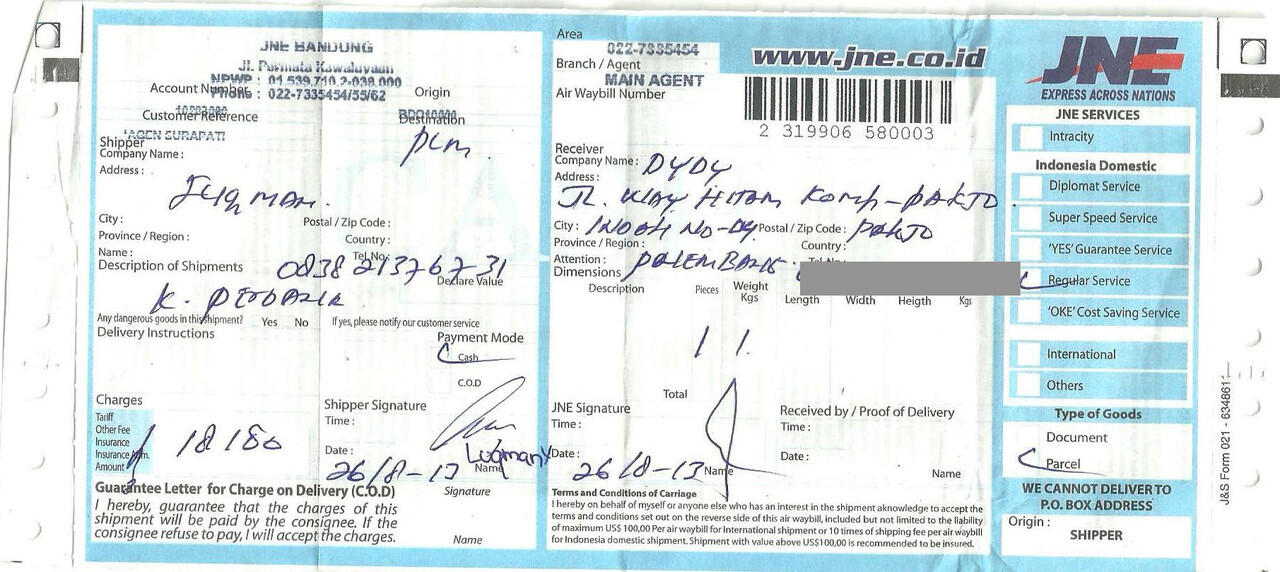 JNE BANDUNG
Jl. Permata Kawaluyaan
NPWP : 01.539.710.2-038.000
Phone : 022-7335454/55/62
Account Number
Origin
Customer Reference
Destination
AGEN SURAPATI
PLM
Shipper
Company Name :
Address :
City :
Postal / Zip Code :
Province / Region :
Country :
Name :
Tel No:
Description of Shipments
083821376731
Declare Value
Any dangerous goods in this shipment? Yes No If yes, please notify our customer service
Delivery Instructions
Payment Mode
Cash
C.O.D
Charges
Tariff
Other Fee
Insurance
Insurance
Amount
18180
Shipper Signature
Time :
Date :
26/8-13
Name
Luqman
Signature
Guarantee Letter for Charge on Delivery (C.O.D)
I hereby, guarantee that the charges of this
shipment will be paid by the consignee. If the
consignee refuse to pay, I will accept the charges.
Name
Area
022-7335454
Branch / Agent
MAIN AGENT
Air Waybill Number
www.jne.co.id
2 319906 580003
Receiver
Company Name : DYDY
Address :
JL. WAY HITAM KOMP-PAKJO
City : INDAH NO- Postal / Zip Code : PAKJO
Province / Region : Country :
Attention : PALEMBANG
Dimensions
Description Pieces Weight Kgs Length Width Heigth Kgs
1 1
Total
JNE Signature
Time :
Date :
26/8-13
Name
Received by / Proof of Delivery
Time :
Date :
Name
Terms and Conditions of Carriage
I hereby on behalf of myself or anyone else who has an interest in the shipment aknowledge to accept the
terms and conditions set out on the reverse side of this air waybill, included but not limited to the liability
of maximum US$ 100,00 Per air waybill for International shipment or 10 times of shipping fee per air waybill
for Indonesia domestic shipment. Shipment with value above US$100,00 is recommended to be insured.
JNE
EXPRESS ACROSS NATIONS
JNE SERVICES
Intracity
Indonesia Domestic
Diplomat Service
Super Speed Service
'YES' Guarantee Service
Regular Service
'OKE' Cost Saving Service
International
Others
Type of Goods
Document
Parcel
WE CANNOT DELIVER TO
P.O. BOX ADDRESS
Origin :
SHIPPER
J&S Form 021 - 6348611